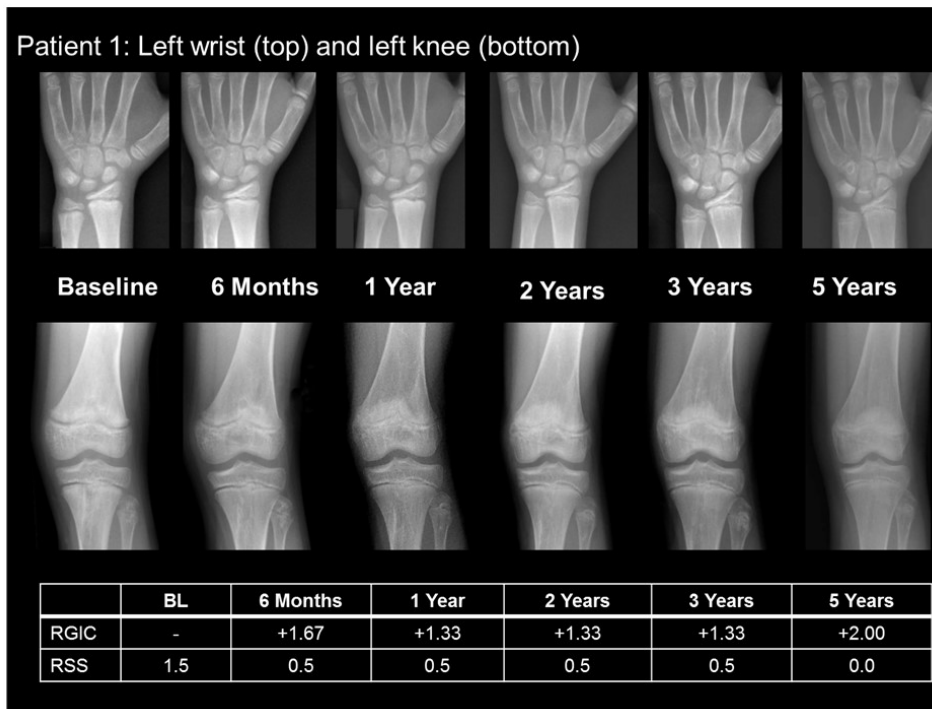 Patient 1: Left wrist (top) and left knee (bottom)
Baseline 6 Months 1 Year 2 Years 3 Years 5 Years
BL 6 Months 1 Year 2 Years 3 Years 5 Years
RGIC - +1.67 +1.33 +1.33 +1.33 +2.00
RSS 1.5 0.5 0.5 0.5 0.5 0.0